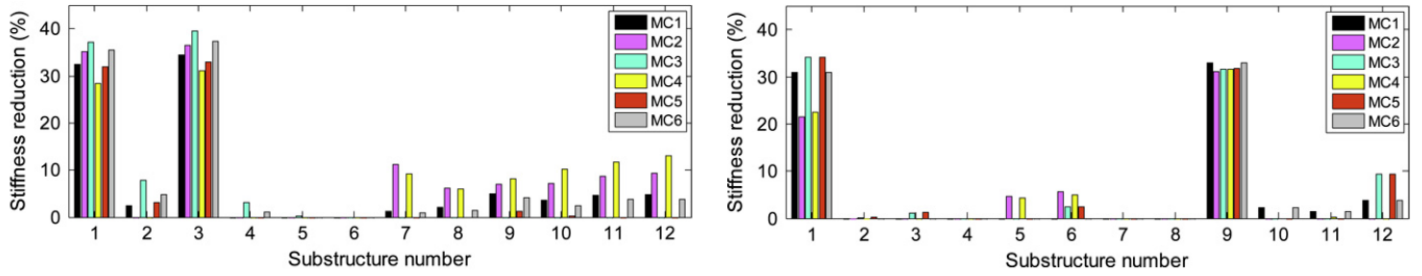 Stiffness reduction (%)
40
30
20
10
0
1 2 3 4 5 6 7 8 9 10 11 12
Substructure number
MC1
MC2
MC3
MC4
MC5
MC6
Stiffness reduction (%)
40
30
20
10
0
1 2 3 4 5 6 7 8 9 10 11 12
Substructure number
MC1
MC2
MC3
MC4
MC5
MC6